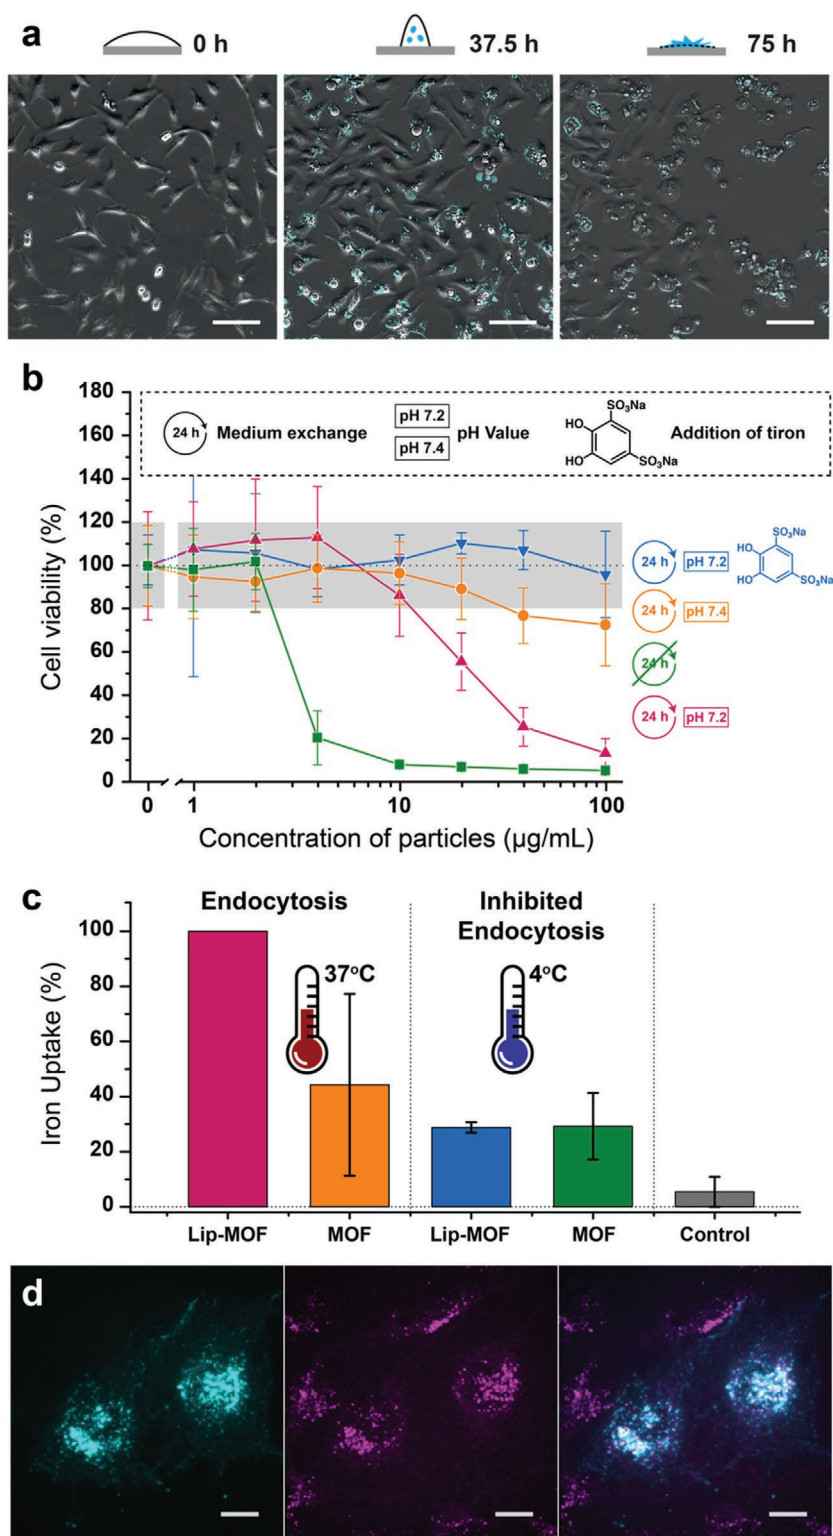 a
0 h
37.5 h
75 h
b
180
160
140
120
100
80
60
40
20
0
Cell viability (%)
24 h
Medium exchange
pH 7.2
pH 7.4
pH Value
HO
HO
SO₃Na
SO₃Na
Addition of tiron
24 h pH 7.2
HO
HO
SO₃Na
SO₃Na
24 h pH 7.4
24 h
24 h pH 7.2
0 1 10 100
Concentration of particles (µg/mL)
c
Endocytosis
Inhibited
Endocytosis
37°C
4°C
100
80
60
40
20
0
Iron Uptake (%)
Lip-MOF MOF Lip-MOF MOF Control
d